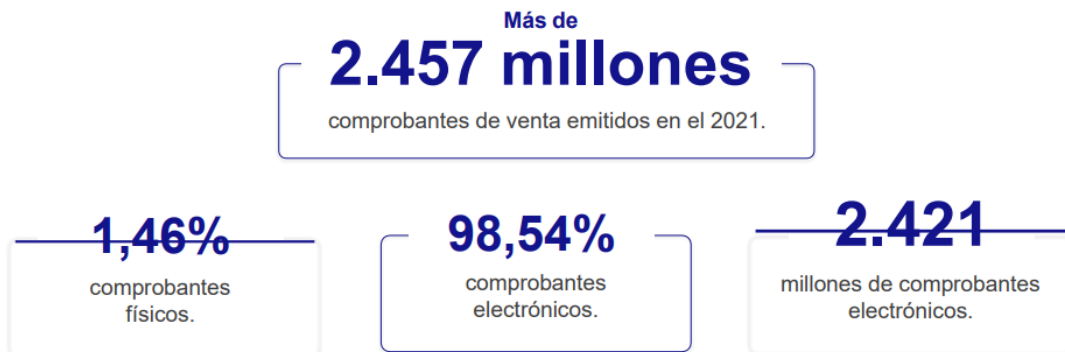 Más de
2.457 millones
comprobantes de venta emitidos en el 2021.
1,46%
comprobantes
físicos.
98,54%
comprobantes
electrónicos.
2.421
millones de comprobantes
electrónicos.